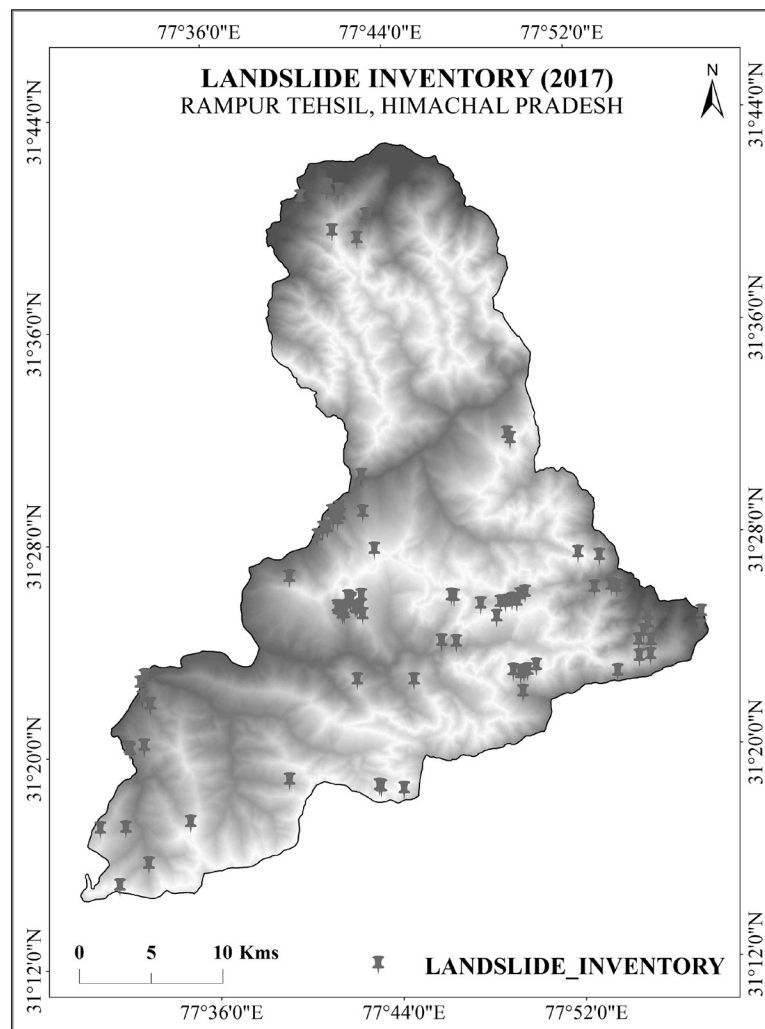 77°36'0"E 77°44'0"E 77°52'0"E
LANDSLIDE INVENTORY (2017)
RAMPUR TEHSIL, HIMACHAL PRADESH
N
31°44'0"N 31°44'0"N
31°36'0"N 31°36'0"N
31°28'0"N 31°28'0"N
31°20'0"N 31°20'0"N
31°12'0"N 31°12'0"N
0 5 10 Kms
LANDSLIDE_INVENTORY
77°36'0"E 77°44'0"E 77°52'0"E